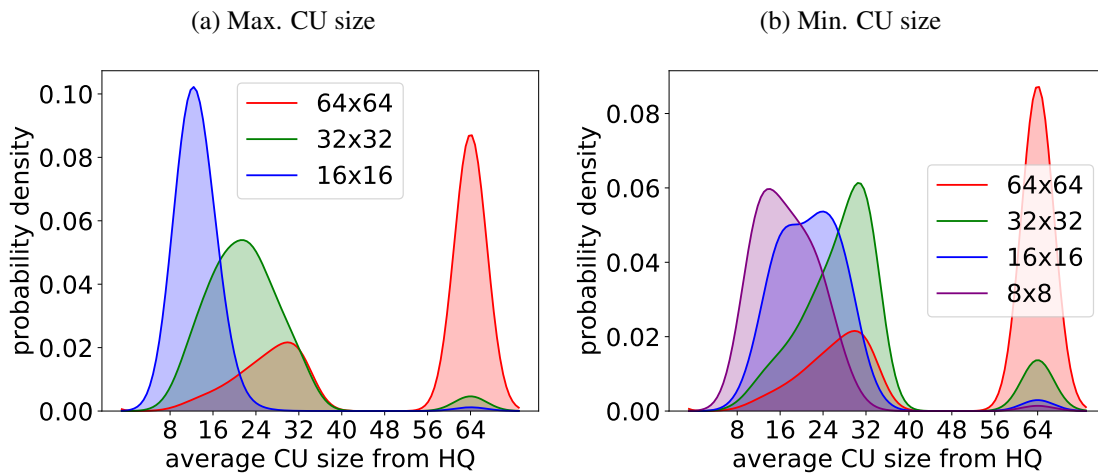 (a) Max. CU size
0.10
0.08
0.06
0.04
0.02
0.00
probability density
64x64
32x32
16x16
8 16 24 32 40 48 56 64
average CU size from HQ
(b) Min. CU size
0.08
0.06
0.04
0.02
0.00
probability density
64x64
32x32
16x16
8x8
8 16 24 32 40 48 56 64
average CU size from HQ